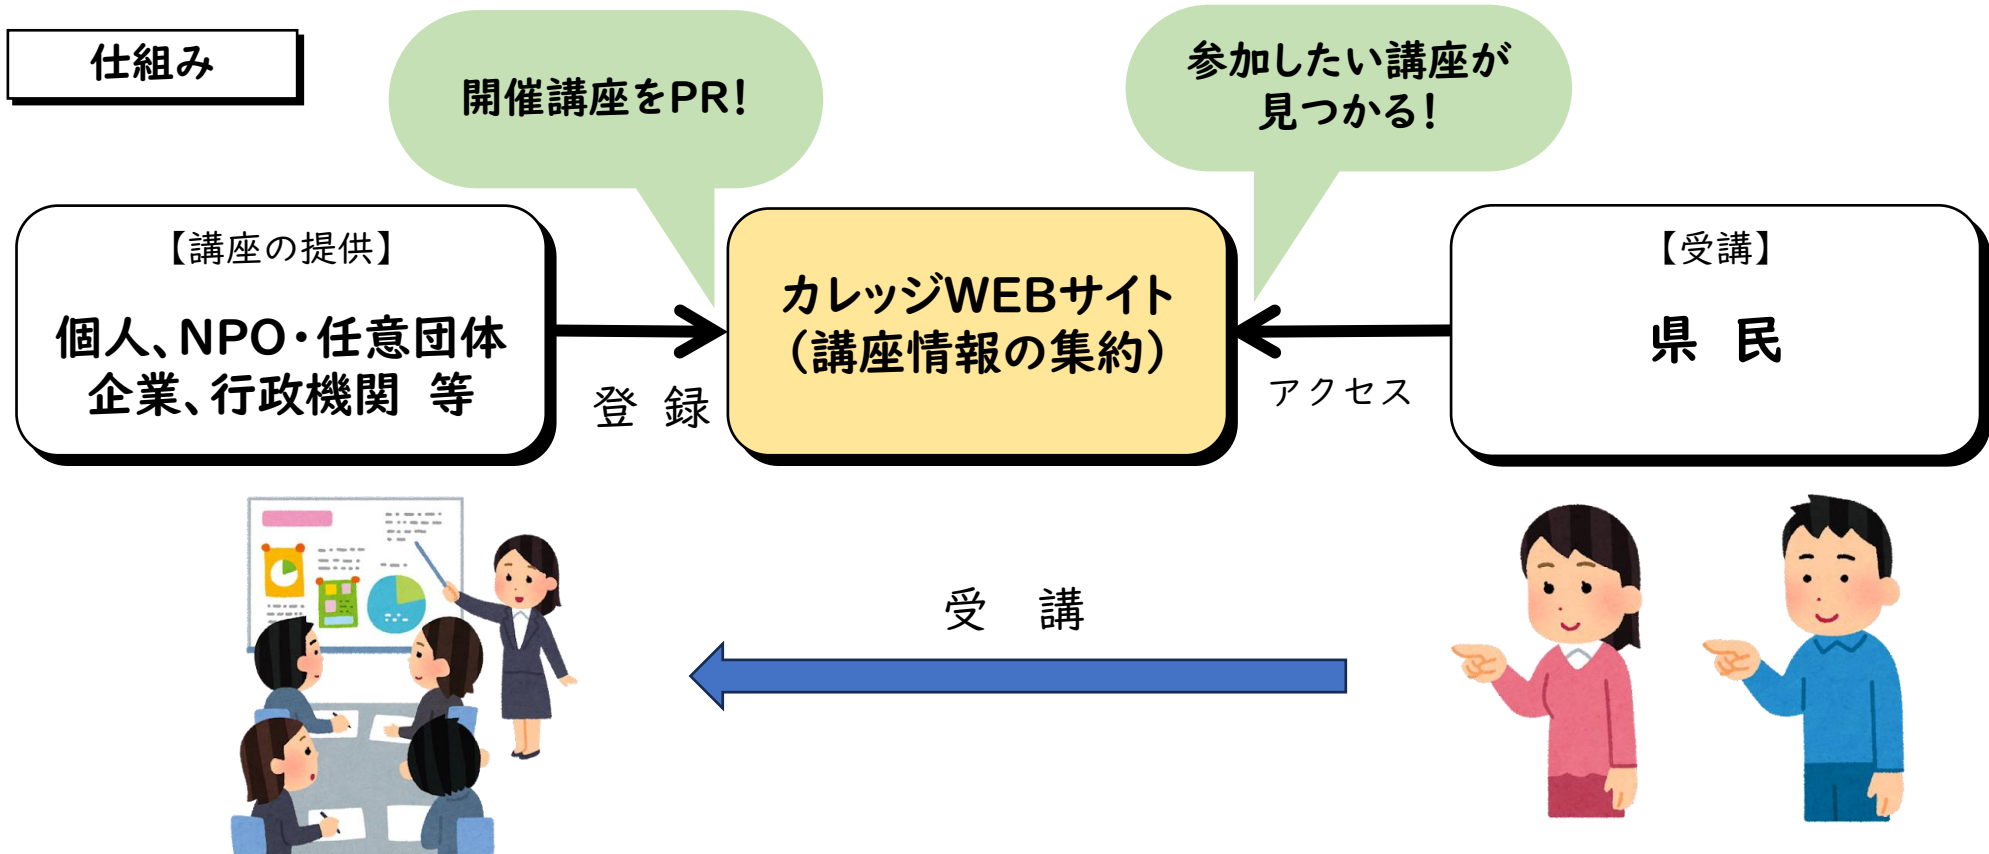 仕組み
開催講座をPR！
参加したい講座が
見つかる！
【講座の提供】
個人、NPO・任意団体
企業、行政機関 等
登 録
カレッジWEBサイト
（講座情報の集約）
アクセス
【受講】
県 民
受 講